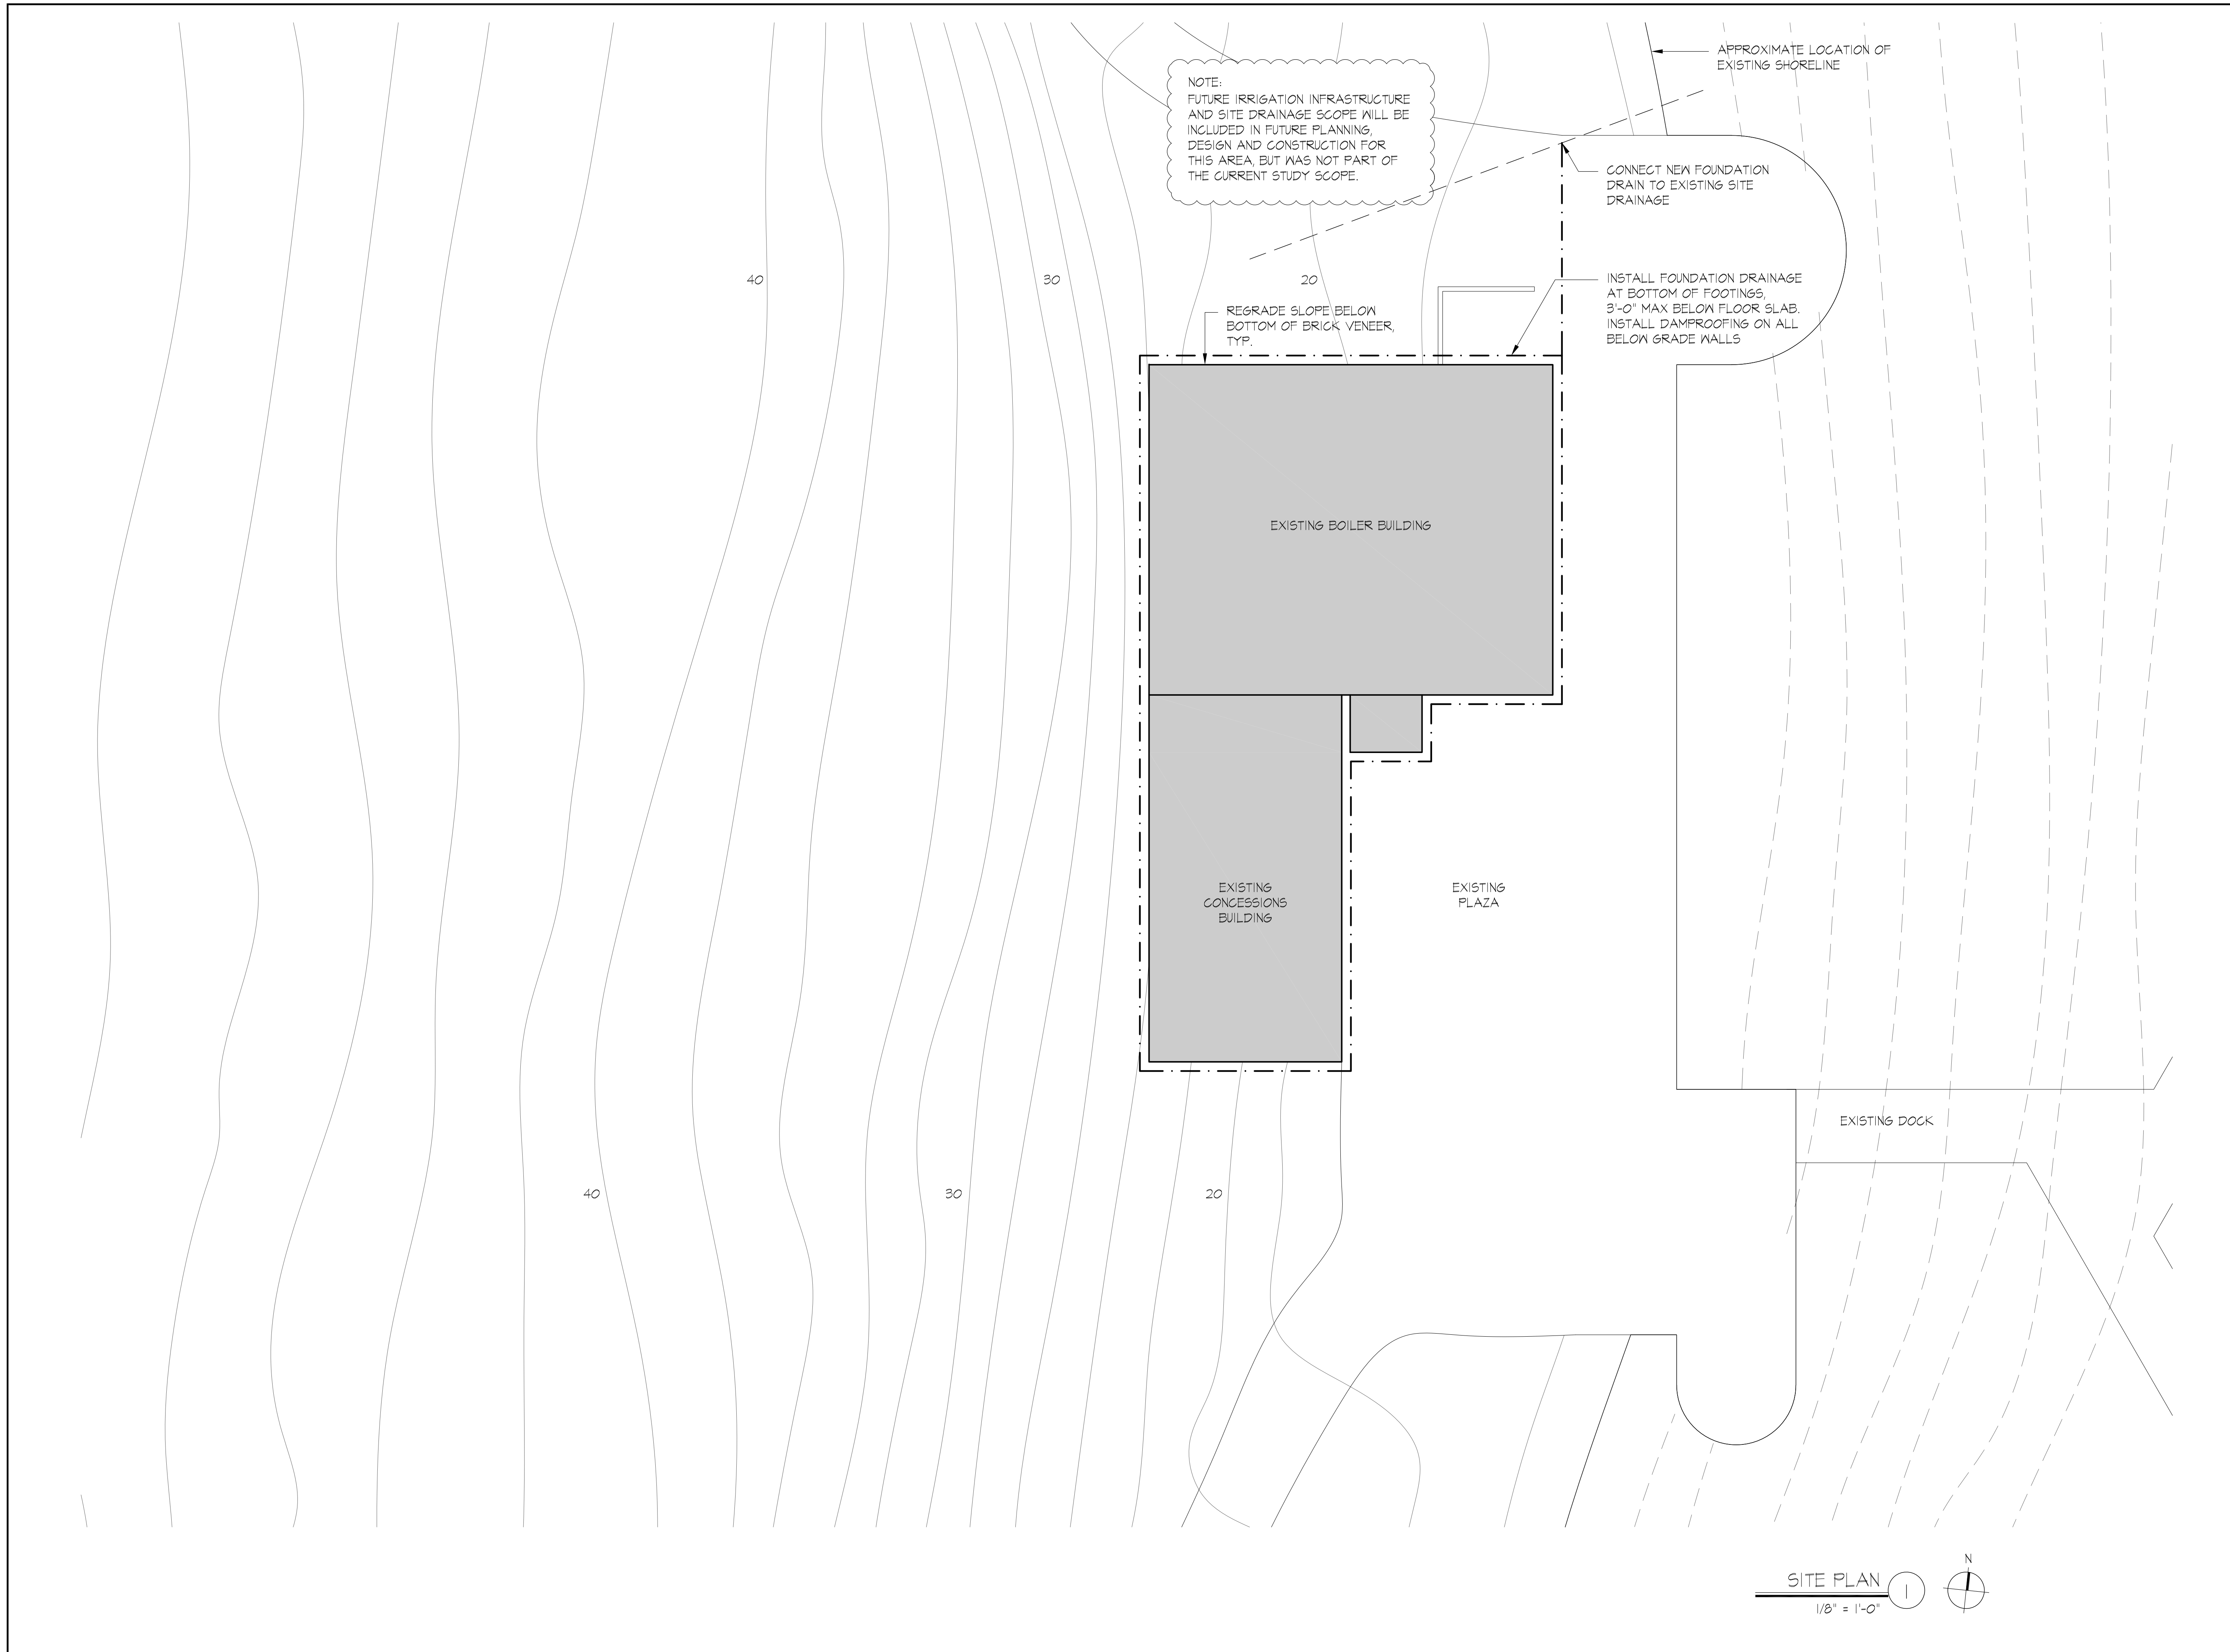 APPROXIMATE LOCATION OF
EXISTING SHORELINE
NOTE:
FUTURE IRRIGATION INFRASTRUCTURE
AND SITE DRAINAGE SCOPE WILL BE
INCLUDED IN FUTURE PLANNING,
DESIGN AND CONSTRUCTION FOR
THIS AREA, BUT WAS NOT PART OF
THE CURRENT STUDY SCOPE.
CONNECT NEW FOUNDATION
DRAIN TO EXISTING SITE
DRAINAGE
40
30
20
INSTALL FOUNDATION DRAINAGE
AT BOTTOM OF FOOTINGS,
3'-0" MAX BELOW FLOOR SLAB.
INSTALL DAMPROOFING ON ALL
BELOW GRADE WALLS
REGRADE SLOPE BELOW
BOTTOM OF BRICK VENEER,
TYP.
EXISTING BOILER BUILDING
EXISTING
CONCESSIONS
BUILDING
EXISTING
PLAZA
EXISTING DOCK
40
30
20
N
SITE PLAN
1
1/8" = 1'-0"